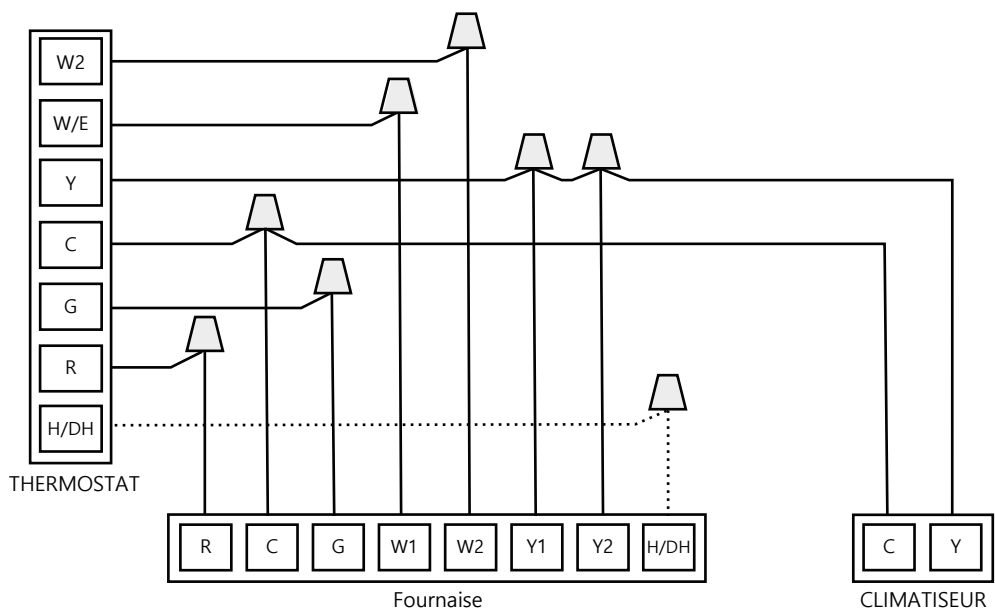 W2
W/E
Y
C
G
R
H/DH
THERMOSTAT
R C G W1 W2 Y1 Y2 H/DH
Fournaise
C Y
CLIMATISEUR